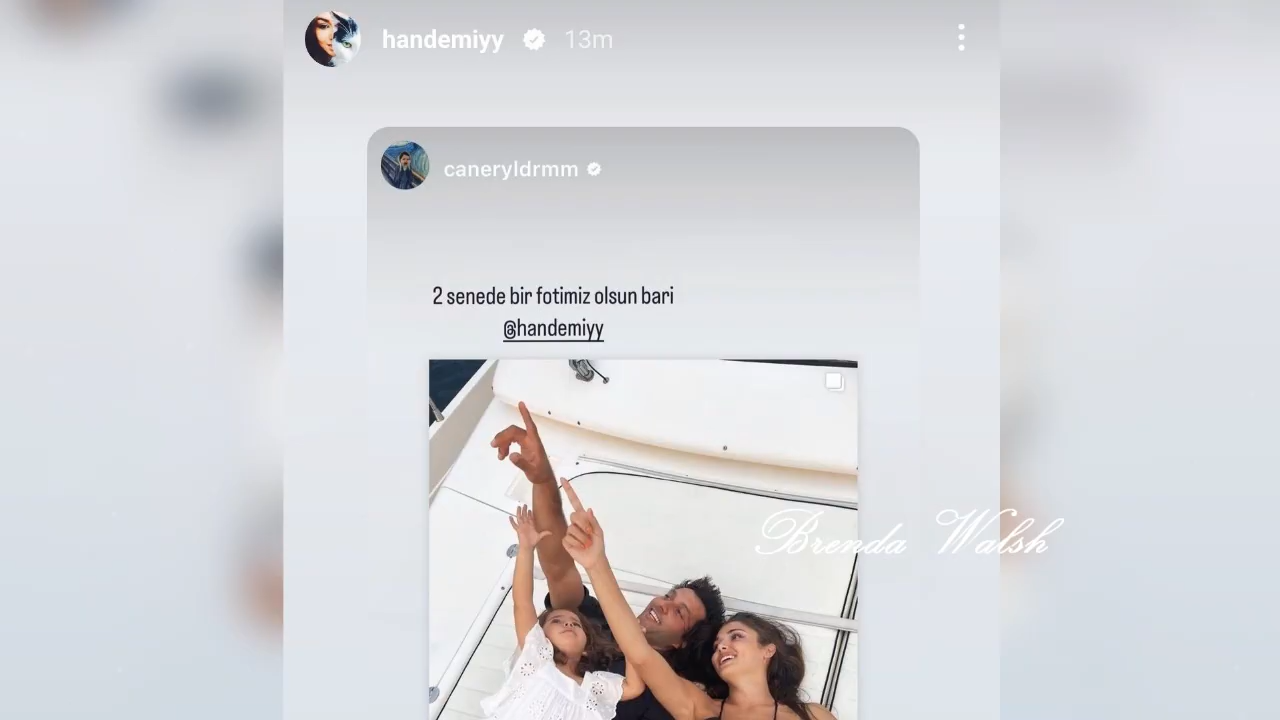 handemiyy 13m
caneryldrmm
2 senede bir fotimiz olsun bari
@handemiyy
Brenda Walsh